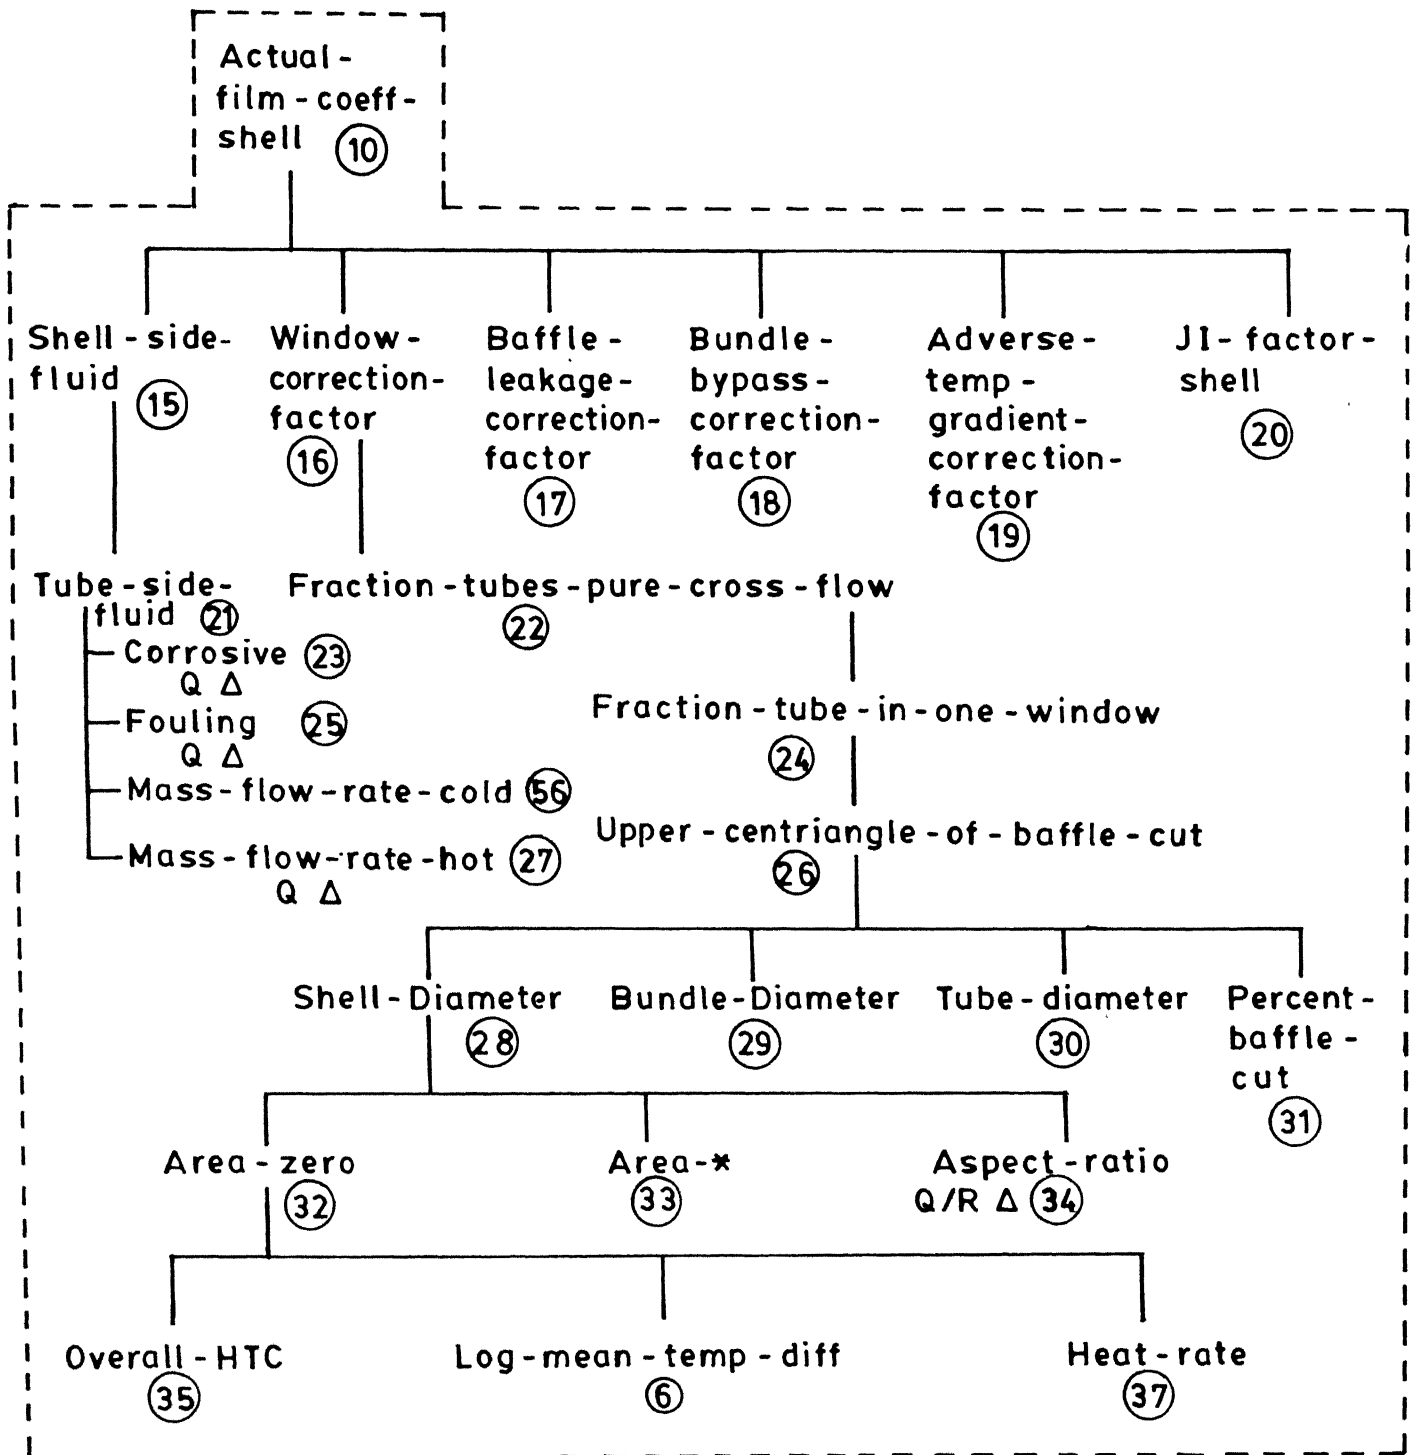 Actual-
film-coeff-
shell 10
Shell-side-
fluid 15
Window-
correction-
factor
16
Baffle-
leakage-
correction-
factor
17
Bundle-
bypass-
correction-
factor
18
Adverse-
temp-
gradient-
correction-
factor
19
JI-factor-
shell
20
Tube-side-
fluid 21
Corrosive 23
Q Δ
Fouling 25
Q Δ
Mass-flow-rate-cold 56
Mass-flow-rate-hot 27
Q Δ
Fraction-tubes-pure-cross-flow
22
Fraction-tube-in-one-window
24
Upper-centriangle-of-baffle-cut
26
Shell-Diameter
28
Bundle-Diameter
29
Tube-diameter
30
Percent-
baffle-
cut
31
Area-zero
32
Area-*
33
Aspect-ratio
Q/R Δ 34
Overall-HTC
35
Log-mean-temp-diff
6
Heat-rate
37